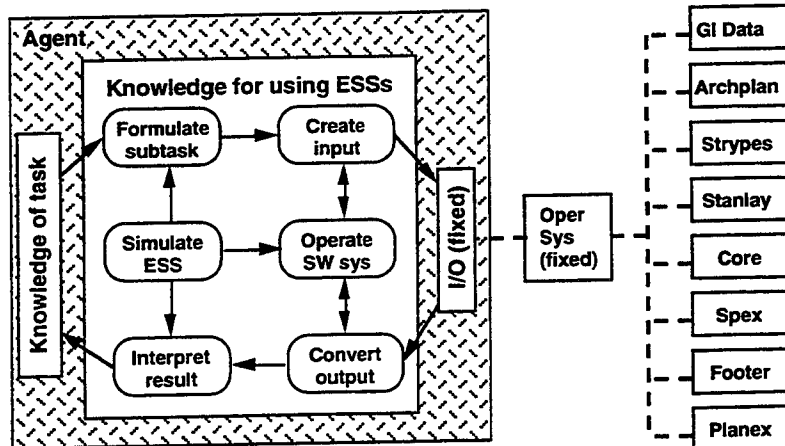 Agent
Knowledge for using ESSs
Knowledge of task
Formulate
subtask
Create
input
Simulate
ESS
Operate
SW sys
Interpret
result
Convert
output
I/O (fixed)
Oper
Sys
(fixed)
GI Data
Archplan
Strypes
Stanlay
Core
Spex
Footer
Planex